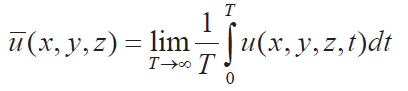 ū(x, y, z) = lim_{T→∞} 1/T ∫_0^T u(x, y, z, t)dt